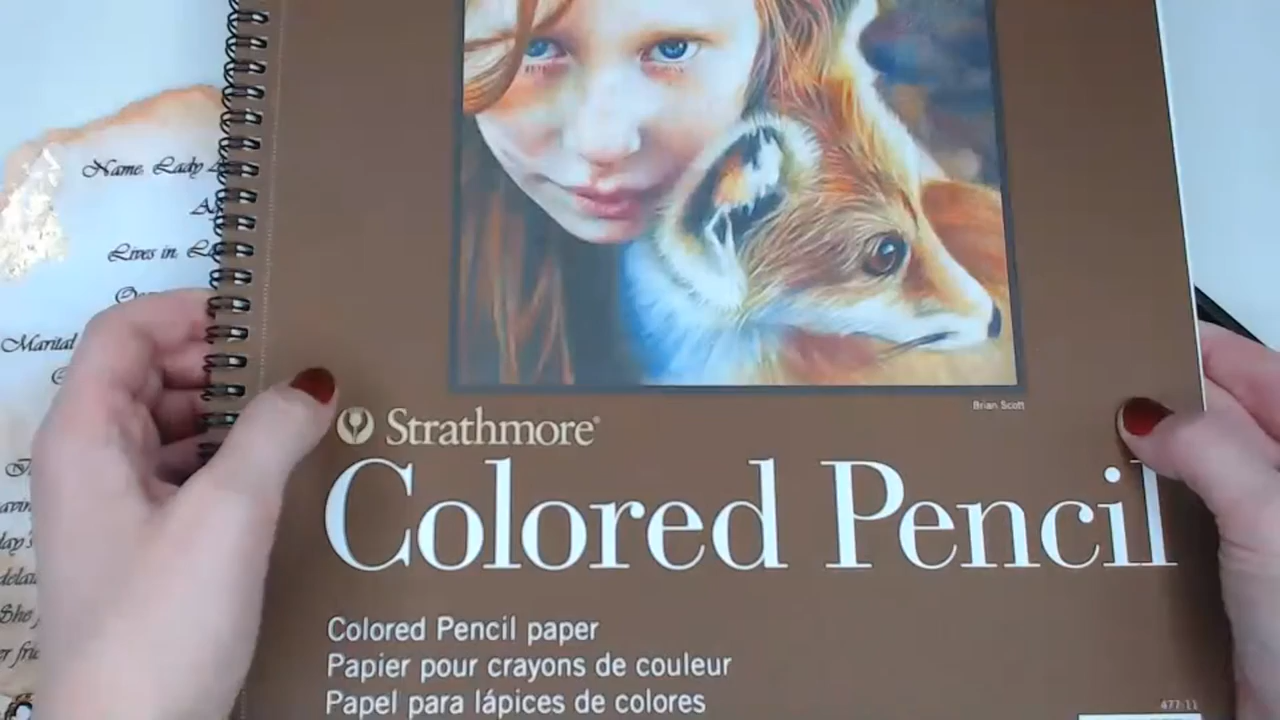 Name, Lady
Lives in
Marital
Brian Scott
Strathmore®
Colored Pencil
Colored Pencil paper
Papier pour crayons de couleur
Papel para lápices de colores
477-11
She